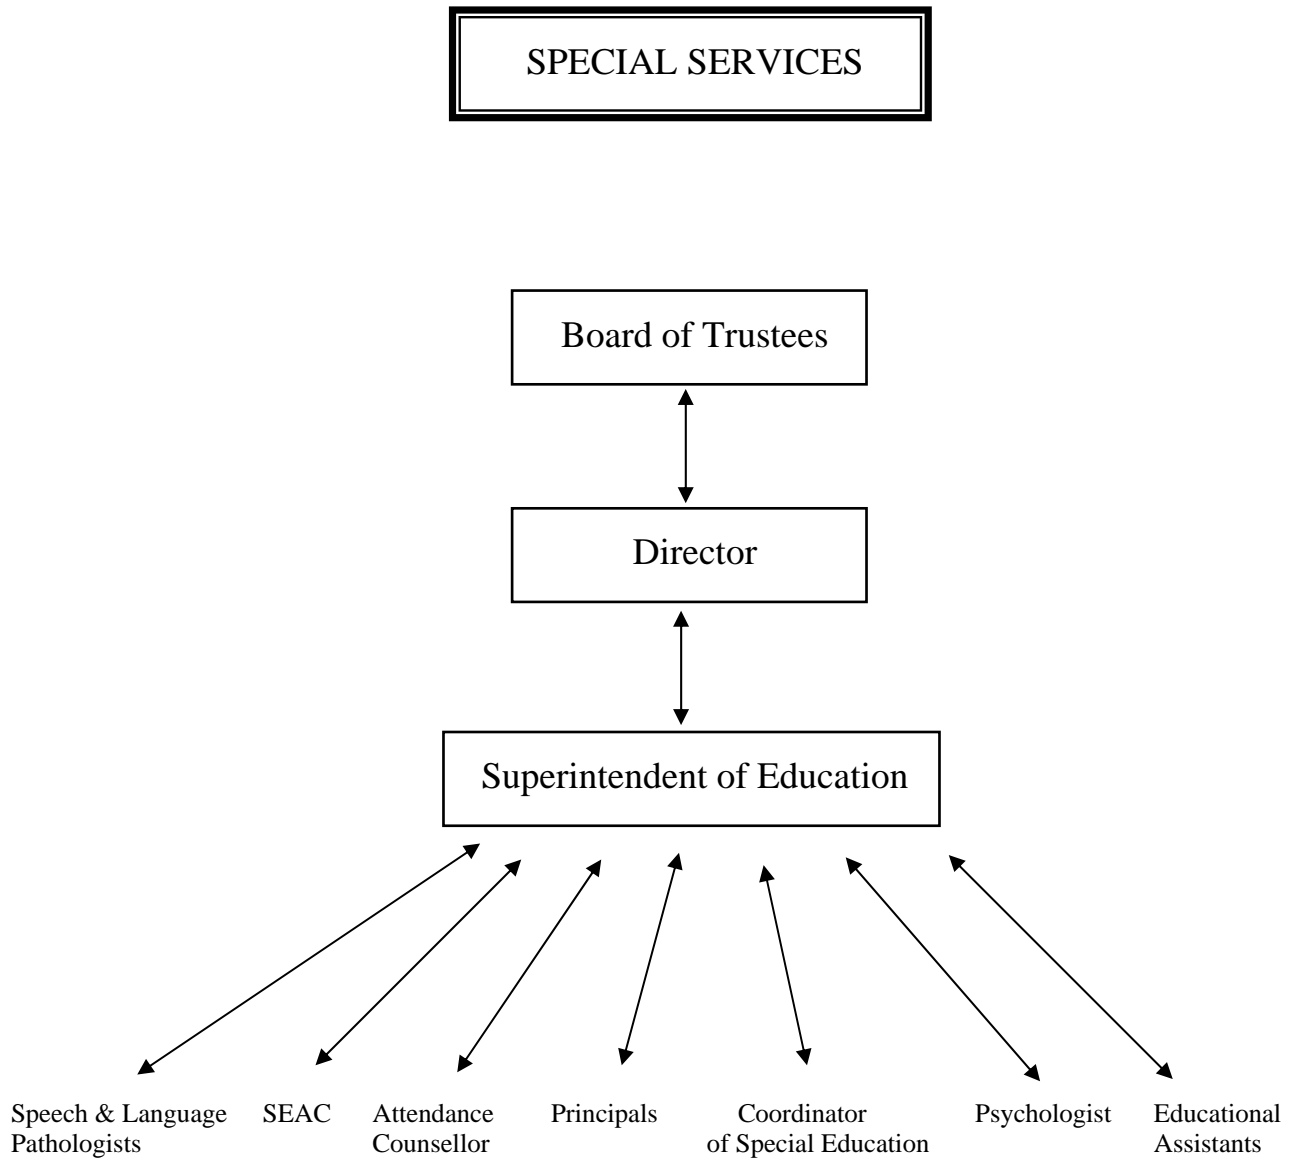 SPECIAL SERVICES
Board of Trustees
Director
Superintendent of Education
Speech & Language
Pathologists
SEAC
Attendance
Counsellor
Principals
Coordinator
of Special Education
Psychologist
Educational
Assistants